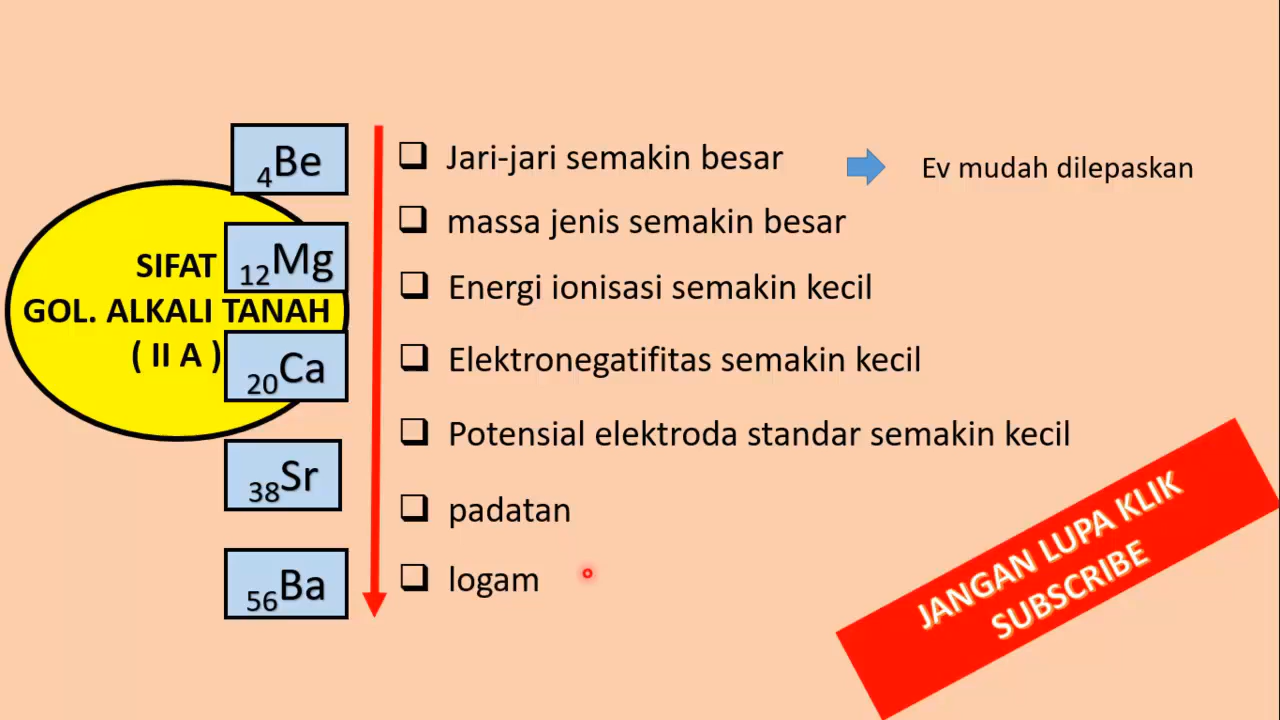 SIFAT
GOL. ALKALI TANAH
( II A )
4Be
12Mg
20Ca
38Sr
56Ba
Jari-jari semakin besar
Ev mudah dilepaskan
massa jenis semakin besar
Energi ionisasi semakin kecil
Elektronegatifitas semakin kecil
Potensial elektroda standar semakin kecil
padatan
logam
JANGAN LUPA KLIK
SUBSCRIBE